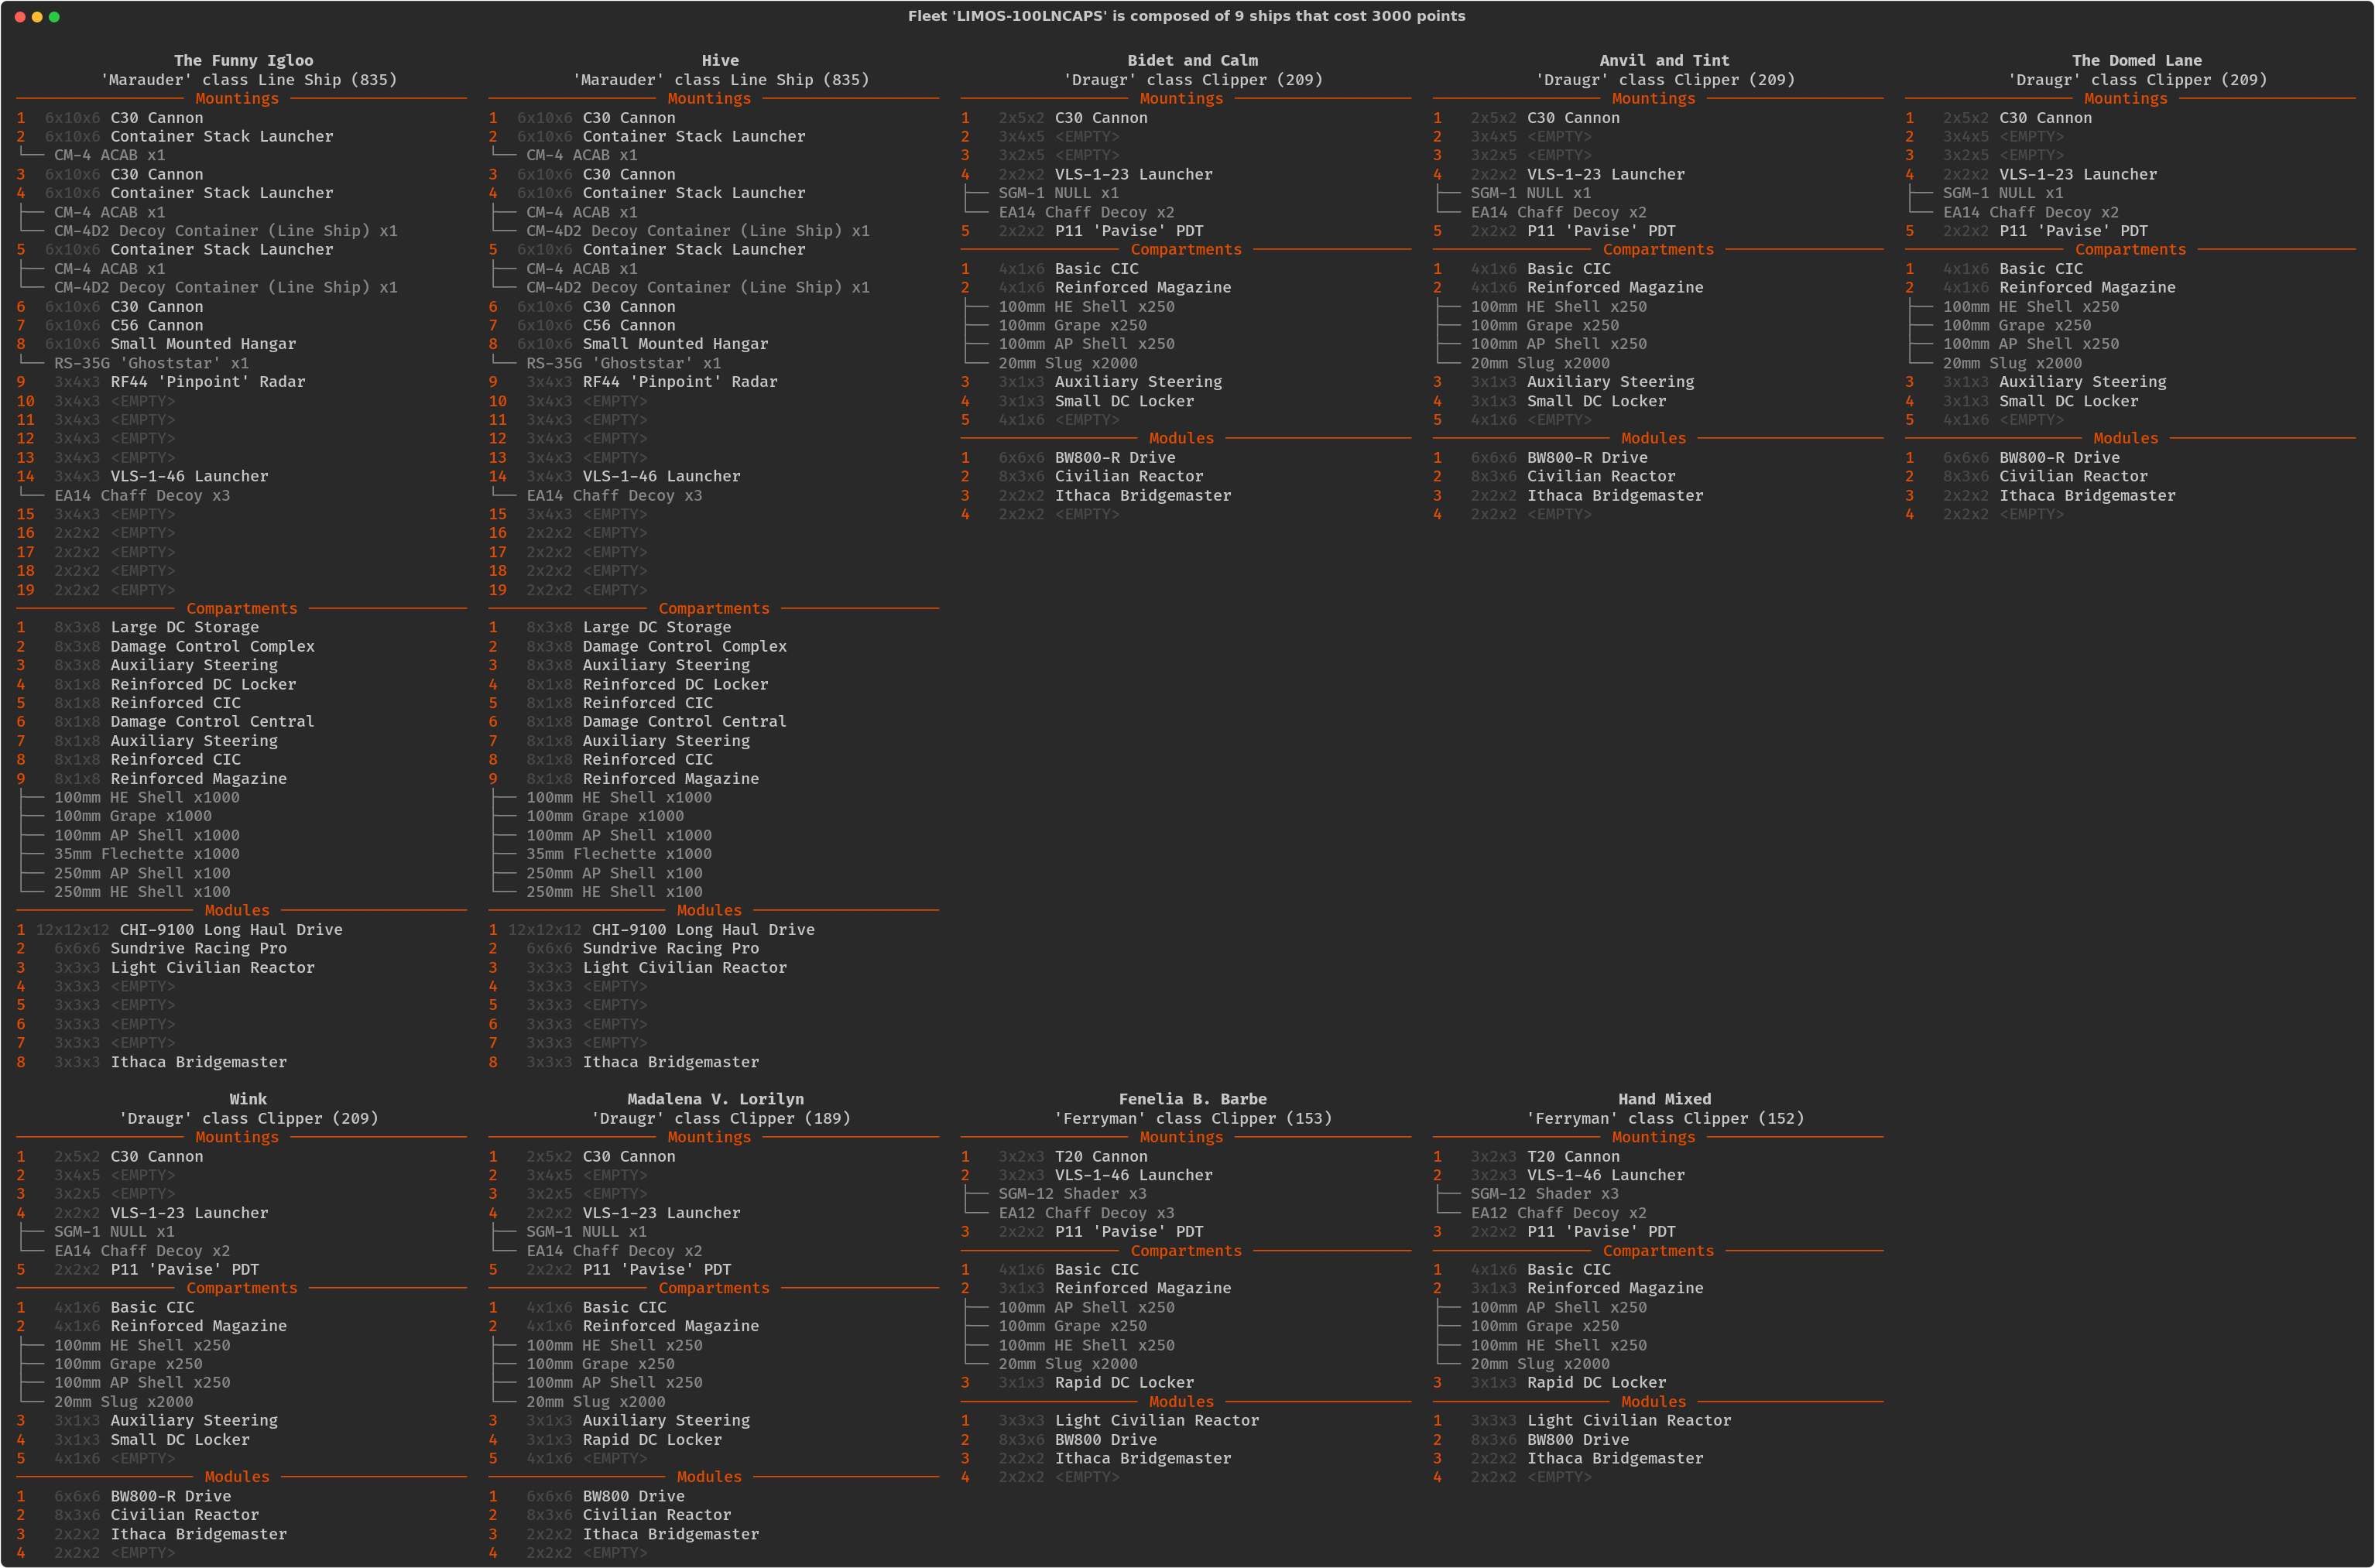 Fleet 'LIMOS-100LNCAPS' is composed of 9 ships that cost 3000 points
The Funny Igloo
'Marauder' class Line Ship (835)
Mountings
1 6x10x6 C30 Cannon
2 6x10x6 Container Stack Launcher
└── CM-4 ACAB x1
3 6x10x6 C30 Cannon
4 6x10x6 Container Stack Launcher
├── CM-4 ACAB x1
└── CM-4D2 Decoy Container (Line Ship) x1
5 6x10x6 Container Stack Launcher
├── CM-4 ACAB x1
└── CM-4D2 Decoy Container (Line Ship) x1
6 6x10x6 C30 Cannon
7 6x10x6 C56 Cannon
8 6x10x6 Small Mounted Hangar
└── RS-35G 'Ghoststar' x1
9 3x4x3 RF44 'Pinpoint' Radar
10 3x4x3 <EMPTY>
11 3x4x3 <EMPTY>
12 3x4x3 <EMPTY>
13 3x4x3 <EMPTY>
14 3x4x3 VLS-1-46 Launcher
└── EA14 Chaff Decoy x3
15 3x4x3 <EMPTY>
16 2x2x2 <EMPTY>
17 2x2x2 <EMPTY>
18 2x2x2 <EMPTY>
19 2x2x2 <EMPTY>
Compartments
1 8x3x8 Large DC Storage
2 8x3x8 Damage Control Complex
3 8x3x8 Auxiliary Steering
4 8x1x8 Reinforced DC Locker
5 8x1x8 Reinforced CIC
6 8x1x8 Damage Control Central
7 8x1x8 Auxiliary Steering
8 8x1x8 Reinforced CIC
9 8x1x8 Reinforced Magazine
├── 100mm HE Shell x1000
├── 100mm Grape x1000
├── 100mm AP Shell x1000
├── 35mm Flechette x1000
├── 250mm AP Shell x100
└── 250mm HE Shell x100
Modules
1 12x12x12 CHI-9100 Long Haul Drive
2 6x6x6 Sundrive Racing Pro
3 3x3x3 Light Civilian Reactor
4 3x3x3 <EMPTY>
5 3x3x3 <EMPTY>
6 3x3x3 <EMPTY>
7 3x3x3 <EMPTY>
8 3x3x3 Ithaca Bridgemaster
Hive
'Marauder' class Line Ship (835)
Mountings
1 6x10x6 C30 Cannon
2 6x10x6 Container Stack Launcher
└── CM-4 ACAB x1
3 6x10x6 C30 Cannon
4 6x10x6 Container Stack Launcher
├── CM-4 ACAB x1
└── CM-4D2 Decoy Container (Line Ship) x1
5 6x10x6 Container Stack Launcher
├── CM-4 ACAB x1
└── CM-4D2 Decoy Container (Line Ship) x1
6 6x10x6 C30 Cannon
7 6x10x6 C56 Cannon
8 6x10x6 Small Mounted Hangar
└── RS-35G 'Ghoststar' x1
9 3x4x3 RF44 'Pinpoint' Radar
10 3x4x3 <EMPTY>
11 3x4x3 <EMPTY>
12 3x4x3 <EMPTY>
13 3x4x3 <EMPTY>
14 3x4x3 VLS-1-46 Launcher
└── EA14 Chaff Decoy x3
15 3x4x3 <EMPTY>
16 2x2x2 <EMPTY>
17 2x2x2 <EMPTY>
18 2x2x2 <EMPTY>
19 2x2x2 <EMPTY>
Compartments
1 8x3x8 Large DC Storage
2 8x3x8 Damage Control Complex
3 8x3x8 Auxiliary Steering
4 8x1x8 Reinforced DC Locker
5 8x1x8 Reinforced CIC
6 8x1x8 Damage Control Central
7 8x1x8 Auxiliary Steering
8 8x1x8 Reinforced CIC
9 8x1x8 Reinforced Magazine
├── 100mm HE Shell x1000
├── 100mm Grape x1000
├── 100mm AP Shell x1000
├── 35mm Flechette x1000
├── 250mm AP Shell x100
└── 250mm HE Shell x100
Modules
1 12x12x12 CHI-9100 Long Haul Drive
2 6x6x6 Sundrive Racing Pro
3 3x3x3 Light Civilian Reactor
4 3x3x3 <EMPTY>
5 3x3x3 <EMPTY>
6 3x3x3 <EMPTY>
7 3x3x3 <EMPTY>
8 3x3x3 Ithaca Bridgemaster
Bidet and Calm
'Draugr' class Clipper (209)
Mountings
1 2x5x2 C30 Cannon
2 3x4x5 <EMPTY>
3 3x2x5 <EMPTY>
4 2x2x2 VLS-1-23 Launcher
├── SGM-1 NULL x1
└── EA14 Chaff Decoy x2
5 2x2x2 P11 'Pavise' PDT
Compartments
1 4x1x6 Basic CIC
2 4x1x6 Reinforced Magazine
├── 100mm HE Shell x250
├── 100mm Grape x250
├── 100mm AP Shell x250
└── 20mm Slug x2000
3 3x1x3 Auxiliary Steering
4 3x1x3 Small DC Locker
5 4x1x6 <EMPTY>
Modules
1 6x6x6 BW800-R Drive
2 8x3x6 Civilian Reactor
3 2x2x2 Ithaca Bridgemaster
4 2x2x2 <EMPTY>
Anvil and Tint
'Draugr' class Clipper (209)
Mountings
1 2x5x2 C30 Cannon
2 3x4x5 <EMPTY>
3 3x2x5 <EMPTY>
4 2x2x2 VLS-1-23 Launcher
├── SGM-1 NULL x1
└── EA14 Chaff Decoy x2
5 2x2x2 P11 'Pavise' PDT
Compartments
1 4x1x6 Basic CIC
2 4x1x6 Reinforced Magazine
├── 100mm HE Shell x250
├── 100mm Grape x250
├── 100mm AP Shell x250
└── 20mm Slug x2000
3 3x1x3 Auxiliary Steering
4 3x1x3 Small DC Locker
5 4x1x6 <EMPTY>
Modules
1 6x6x6 BW800-R Drive
2 8x3x6 Civilian Reactor
3 2x2x2 Ithaca Bridgemaster
4 2x2x2 <EMPTY>
The Domed Lane
'Draugr' class Clipper (209)
Mountings
1 2x5x2 C30 Cannon
2 3x4x5 <EMPTY>
3 3x2x5 <EMPTY>
4 2x2x2 VLS-1-23 Launcher
├── SGM-1 NULL x1
└── EA14 Chaff Decoy x2
5 2x2x2 P11 'Pavise' PDT
Compartments
1 4x1x6 Basic CIC
2 4x1x6 Reinforced Magazine
├── 100mm HE Shell x250
├── 100mm Grape x250
├── 100mm AP Shell x250
└── 20mm Slug x2000
3 3x1x3 Auxiliary Steering
4 3x1x3 Small DC Locker
5 4x1x6 <EMPTY>
Modules
1 6x6x6 BW800-R Drive
2 8x3x6 Civilian Reactor
3 2x2x2 Ithaca Bridgemaster
4 2x2x2 <EMPTY>
Wink
'Draugr' class Clipper (209)
Mountings
1 2x5x2 C30 Cannon
2 3x4x5 <EMPTY>
3 3x2x5 <EMPTY>
4 2x2x2 VLS-1-23 Launcher
├── SGM-1 NULL x1
└── EA14 Chaff Decoy x2
5 2x2x2 P11 'Pavise' PDT
Compartments
1 4x1x6 Basic CIC
2 4x1x6 Reinforced Magazine
├── 100mm HE Shell x250
├── 100mm Grape x250
├── 100mm AP Shell x250
└── 20mm Slug x2000
3 3x1x3 Auxiliary Steering
4 3x1x3 Small DC Locker
5 4x1x6 <EMPTY>
Modules
1 6x6x6 BW800-R Drive
2 8x3x6 Civilian Reactor
3 2x2x2 Ithaca Bridgemaster
4 2x2x2 <EMPTY>
Madalena V. Lorilyn
'Draugr' class Clipper (189)
Mountings
1 2x5x2 C30 Cannon
2 3x4x5 <EMPTY>
3 3x2x5 <EMPTY>
4 2x2x2 VLS-1-23 Launcher
├── SGM-1 NULL x1
└── EA14 Chaff Decoy x2
5 2x2x2 P11 'Pavise' PDT
Compartments
1 4x1x6 Basic CIC
2 4x1x6 Reinforced Magazine
├── 100mm HE Shell x250
├── 100mm Grape x250
├── 100mm AP Shell x250
└── 20mm Slug x2000
3 3x1x3 Auxiliary Steering
4 3x1x3 Rapid DC Locker
5 4x1x6 <EMPTY>
Modules
1 6x6x6 BW800 Drive
2 8x3x6 Civilian Reactor
3 2x2x2 Ithaca Bridgemaster
4 2x2x2 <EMPTY>
Fenelia B. Barbe
'Ferryman' class Clipper (153)
Mountings
1 3x2x3 T20 Cannon
2 3x2x3 VLS-1-46 Launcher
├── SGM-12 Shader x3
└── EA12 Chaff Decoy x3
3 2x2x2 P11 'Pavise' PDT
Compartments
1 4x1x6 Basic CIC
2 3x1x3 Reinforced Magazine
├── 100mm AP Shell x250
├── 100mm Grape x250
├── 100mm HE Shell x250
└── 20mm Slug x2000
3 3x1x3 Rapid DC Locker
Modules
1 3x3x3 Light Civilian Reactor
2 8x3x6 BW800 Drive
3 2x2x2 Ithaca Bridgemaster
4 2x2x2 <EMPTY>
Hand Mixed
'Ferryman' class Clipper (152)
Mountings
1 3x2x3 T20 Cannon
2 3x2x3 VLS-1-46 Launcher
├── SGM-12 Shader x3
└── EA12 Chaff Decoy x2
3 2x2x2 P11 'Pavise' PDT
Compartments
1 4x1x6 Basic CIC
2 3x1x3 Reinforced Magazine
├── 100mm AP Shell x250
├── 100mm Grape x250
├── 100mm HE Shell x250
└── 20mm Slug x2000
3 3x1x3 Rapid DC Locker
Modules
1 3x3x3 Light Civilian Reactor
2 8x3x6 BW800 Drive
3 2x2x2 Ithaca Bridgemaster
4 2x2x2 <EMPTY>